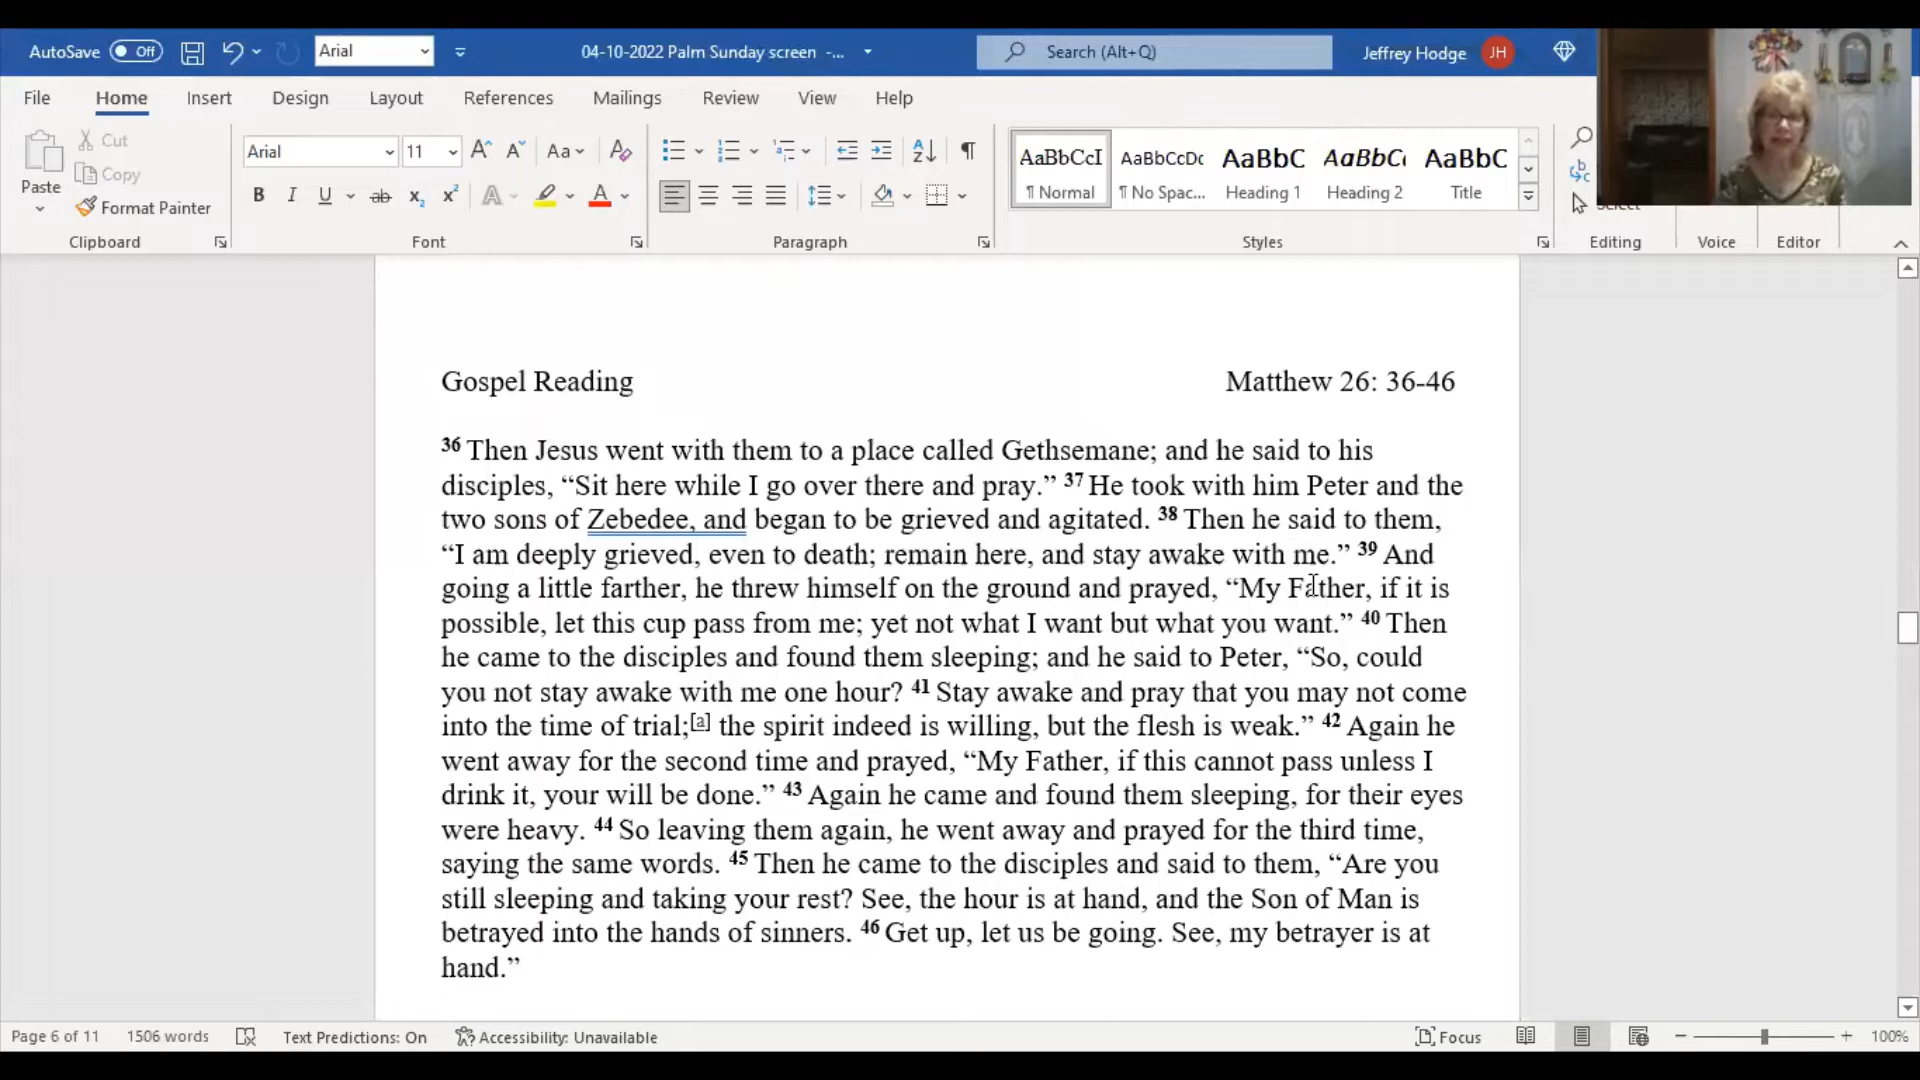 AutoSave Off Arial 04-10-2022 Palm Sunday screen -... Search (Alt+Q) Jeffrey Hodge JH
File Home Insert Design Layout References Mailings Review View Help
Cut
Copy
Paste
Format Painter
Arial 11 Aa
B I U ab x₂ x² A A
AaBbCcI AaBbCcDc AaBbC AaBbC AaBbC
¶ Normal ¶ No Spac... Heading 1 Heading 2 Title
Clipboard Font Paragraph Styles Editing Voice Editor
Gospel Reading Matthew 26: 36-46
36 Then Jesus went with them to a place called Gethsemane; and he said to his
disciples, “Sit here while I go over there and pray.” 37 He took with him Peter and the
two sons of Zebedee, and began to be grieved and agitated. 38 Then he said to them,
“I am deeply grieved, even to death; remain here, and stay awake with me.” 39 And
going a little farther, he threw himself on the ground and prayed, “My Father, if it is
possible, let this cup pass from me; yet not what I want but what you want.” 40 Then
he came to the disciples and found them sleeping; and he said to Peter, “So, could
you not stay awake with me one hour? 41 Stay awake and pray that you may not come
into the time of trial;[a] the spirit indeed is willing, but the flesh is weak.” 42 Again he
went away for the second time and prayed, “My Father, if this cannot pass unless I
drink it, your will be done.” 43 Again he came and found them sleeping, for their eyes
were heavy. 44 So leaving them again, he went away and prayed for the third time,
saying the same words. 45 Then he came to the disciples and said to them, “Are you
still sleeping and taking your rest? See, the hour is at hand, and the Son of Man is
betrayed into the hands of sinners. 46 Get up, let us be going. See, my betrayer is at
hand.”
Page 6 of 11 1506 words Text Predictions: On Accessibility: Unavailable Focus 100%